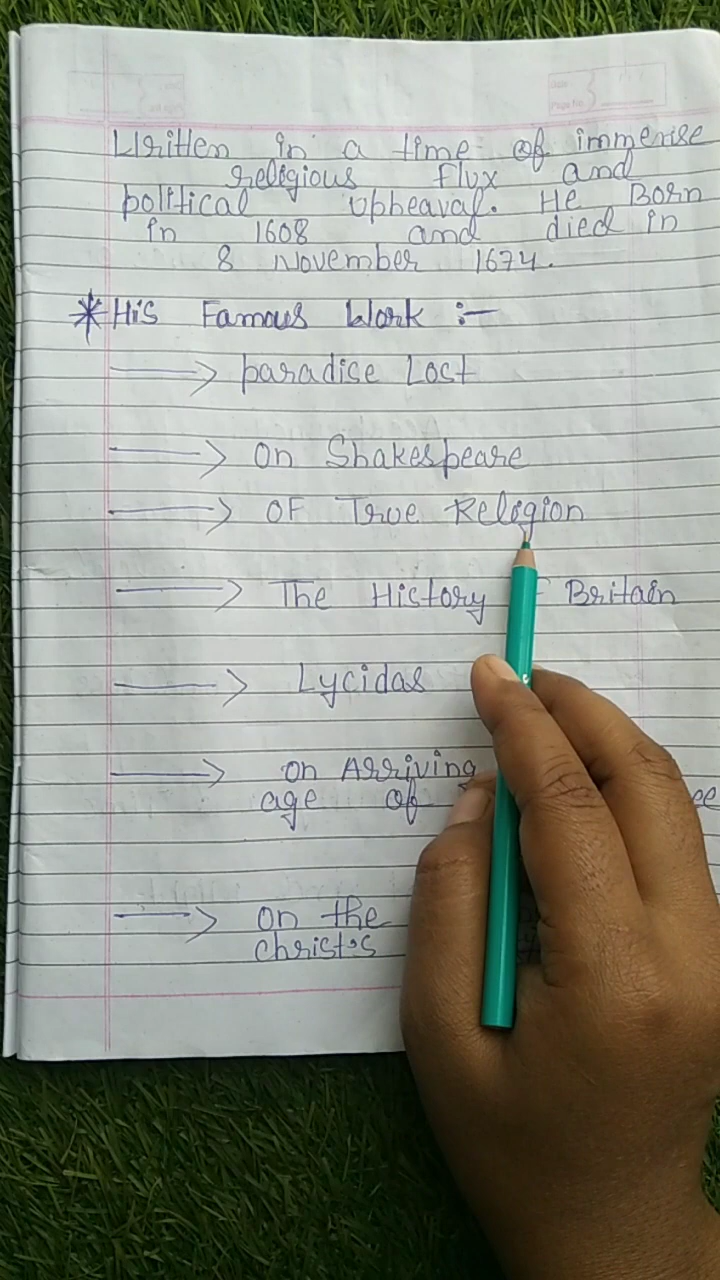 Written in a time of immense
religious flux and
political upheaval. He Born
in 1608 and died in
8 November 1674.
* His Famous Work :-
→ paradise Lost
→ on Shakespeare
→ OF True Religion
→ The History F Britain
→ Lycidas
→ on Arriving
age of ee
→ on the
christ's